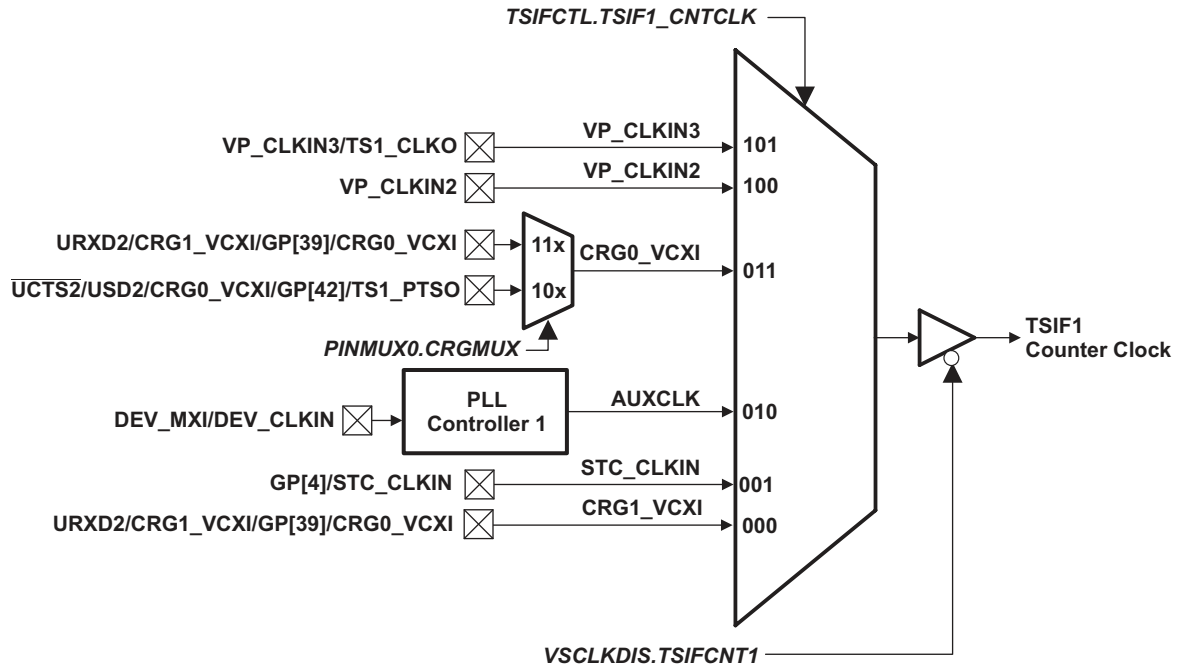 TSIFCTL.TSIF1_CNTCLK
VP_CLKIN3/TS1_CLKO
VP_CLKIN3
101
VP_CLKIN2
VP_CLKIN2
100
URXD2/CRG1_VCXI/GP[39]/CRG0_VCXI
11x
CRG0_VCXI
011
UCTS2/USD2/CRG0_VCXI/GP[42]/TS1_PTSO
10x
PINMUX0.CRGMUX
TSIF1
Counter Clock
DEV_MXI/DEV_CLKIN
PLL
Controller 1
AUXCLK
010
GP[4]/STC_CLKIN
STC_CLKIN
001
URXD2/CRG1_VCXI/GP[39]/CRG0_VCXI
CRG1_VCXI
000
VSCLKDIS.TSIFCNT1